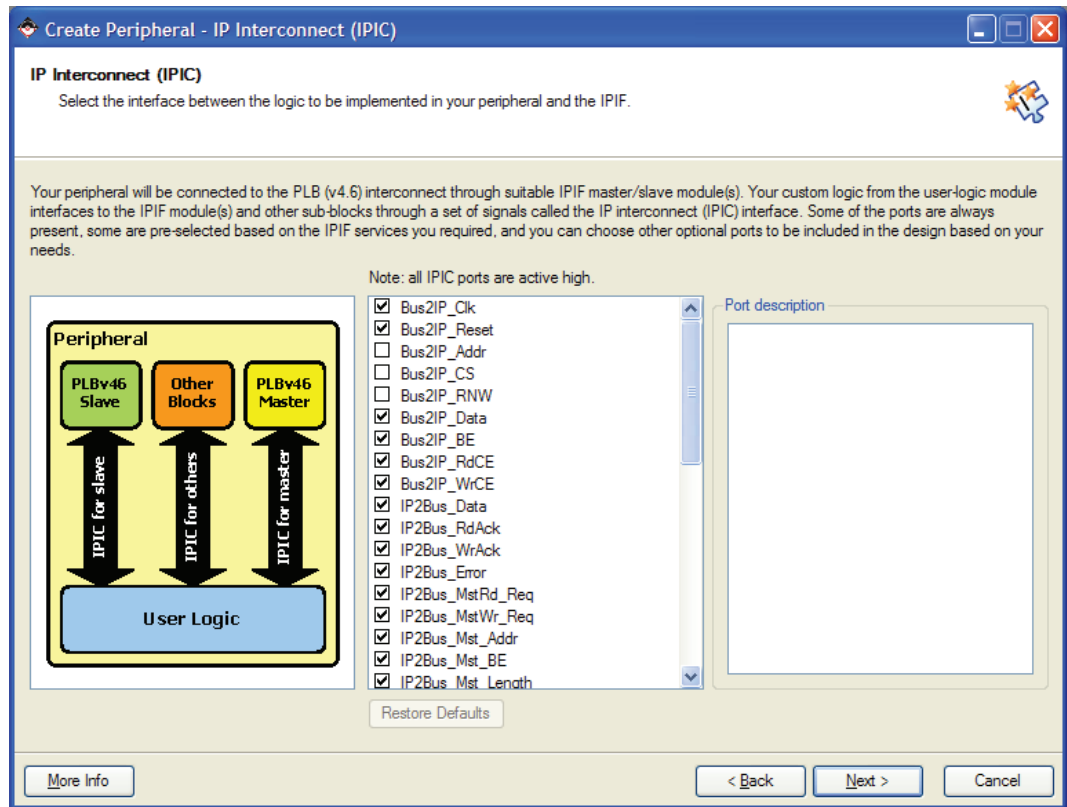 Create Peripheral - IP Interconnect (IPIC)
IP Interconnect (IPIC)
Select the interface between the logic to be implemented in your peripheral and the IPIF.
Your peripheral will be connected to the PLB (v4.6) interconnect through suitable IPIF master/slave module(s). Your custom logic from the user-logic module
interfaces to the IPIF module(s) and other sub-blocks through a set of signals called the IP interconnect (IPIC) interface. Some of the ports are always
present, some are pre-selected based on the IPIF services you required, and you can choose other optional ports to be included in the design based on your
needs.
Note: all IPIC ports are active high.
Peripheral
PLBv46
Slave
Other
Blocks
PLBv46
Master
IPIC for slave
IPIC for others
IPIC for master
User Logic
Bus2IP_Clk
Bus2IP_Reset
Bus2IP_Addr
Bus2IP_CS
Bus2IP_RNW
Bus2IP_Data
Bus2IP_BE
Bus2IP_RdCE
Bus2IP_WrCE
IP2Bus_Data
IP2Bus_RdAck
IP2Bus_WrAck
IP2Bus_Error
IP2Bus_MstRd_Req
IP2Bus_MstWr_Req
IP2Bus_Mst_Addr
IP2Bus_Mst_BE
IP2Bus_Mst_Length
Port description
Restore Defaults
More Info
< Back
Next >
Cancel